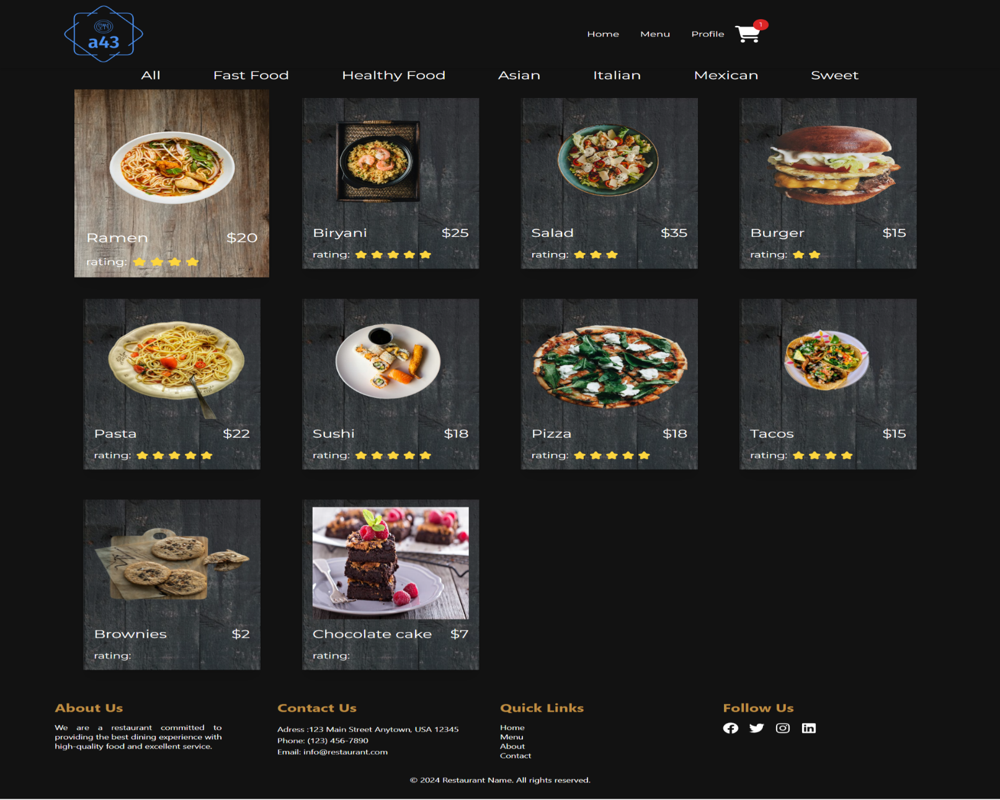 a43
Home Menu Profile 1
All Fast Food Healthy Food Asian Italian Mexican Sweet
Ramen $20
rating:
Biryani $25
rating:
Salad $35
rating:
Burger $15
rating:
Pasta $22
rating:
Sushi $18
rating:
Pizza $18
rating:
Tacos $15
rating:
Brownies $2
rating:
Chocolate cake $7
rating:
About Us
We are a restaurant committed to
providing the best dining experience with
high-quality food and excellent service.
Contact Us
Adress :123 Main Street Anytown, USA 12345
Phone: (123) 456-7890
Email: info@restaurant.com
Quick Links
Home
Menu
About
Contact
Follow Us
© 2024 Restaurant Name. All rights reserved.